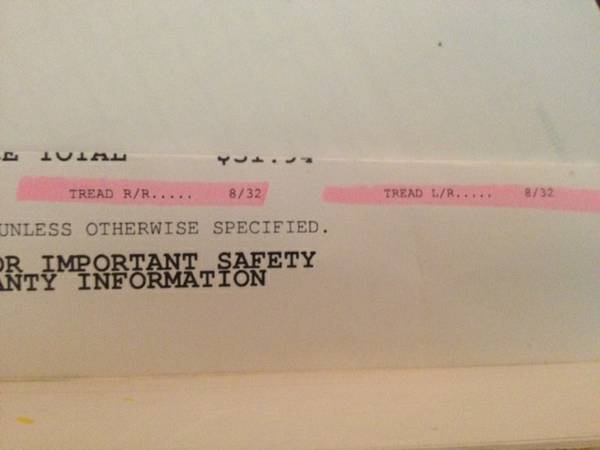 TREAD R/R..... 8/32 TREAD L/R..... 8/32
UNLESS OTHERWISE SPECIFIED.
OR IMPORTANT SAFETY
ANTY INFORMATION